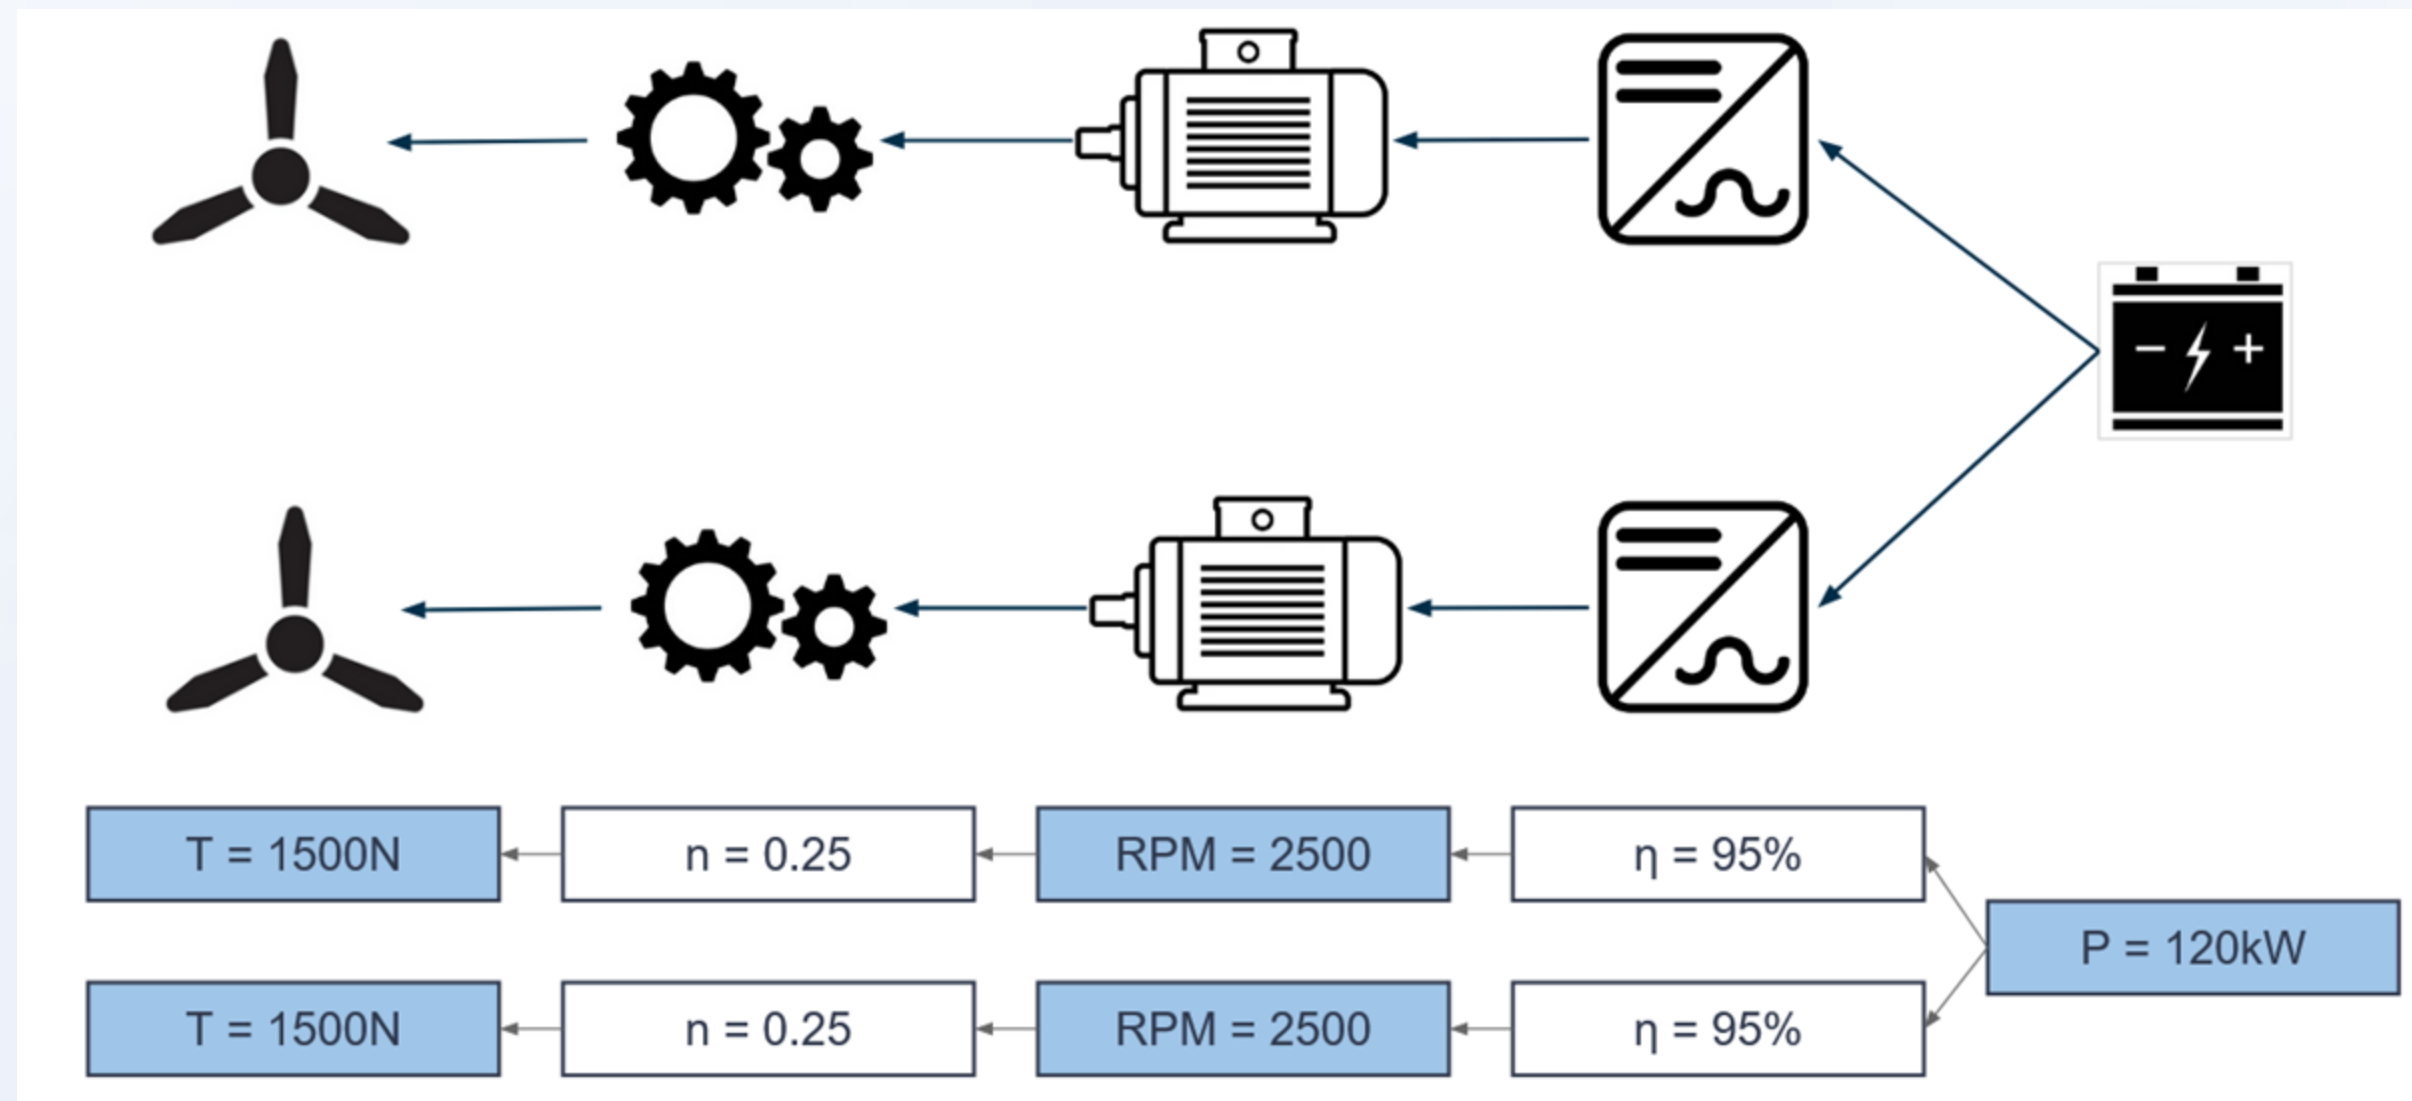 T = 1500N
n = 0.25
RPM = 2500
η = 95%
P = 120kW
T = 1500N
n = 0.25
RPM = 2500
η = 95%